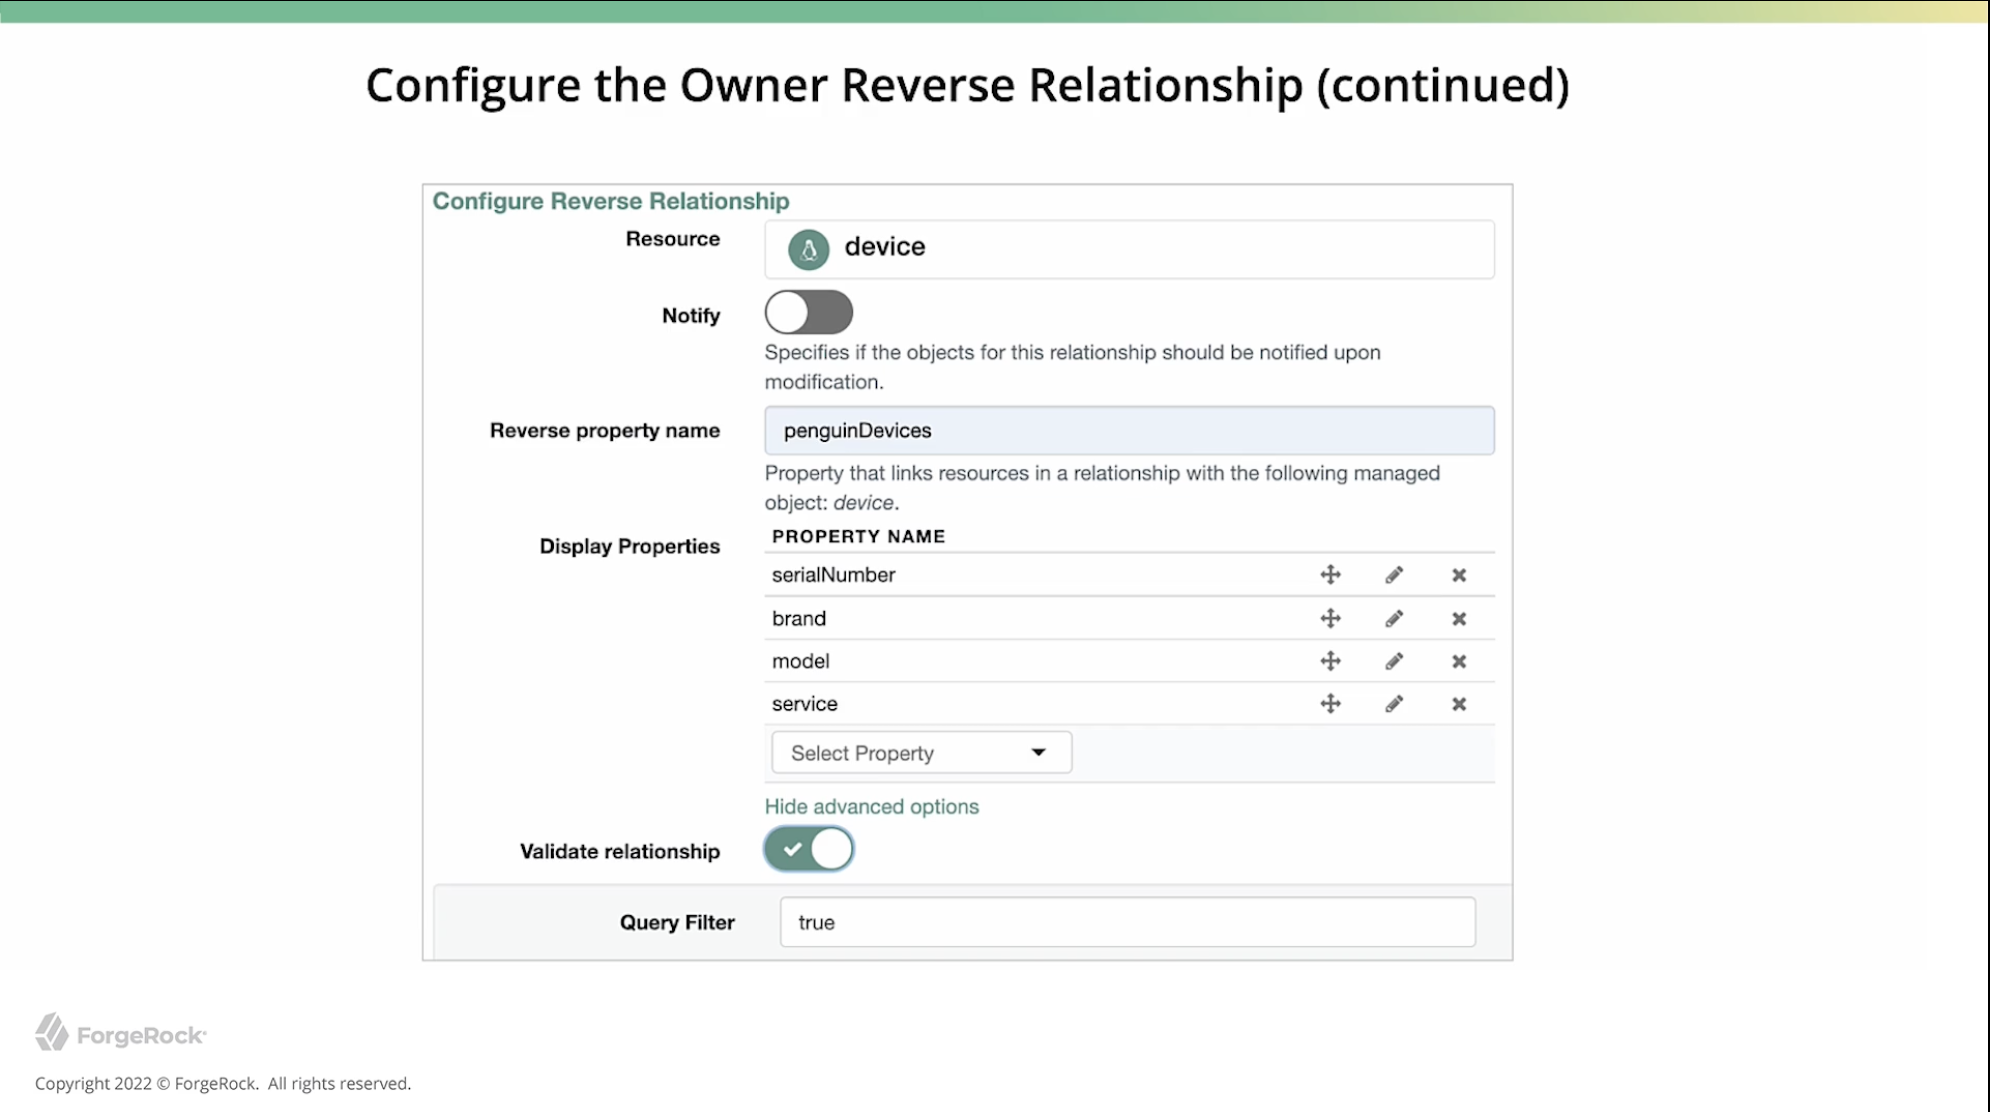 Configure the Owner Reverse Relationship (continued)
Configure Reverse Relationship
Resource
device
Notify
Specifies if the objects for this relationship should be notified upon
modification.
Reverse property name
penguinDevices
Property that links resources in a relationship with the following managed
object: device.
Display Properties
PROPERTY NAME
serialNumber
brand
model
service
Select Property
Hide advanced options
Validate relationship
Query Filter
true
ForgeRock
Copyright 2022 © ForgeRock. All rights reserved.